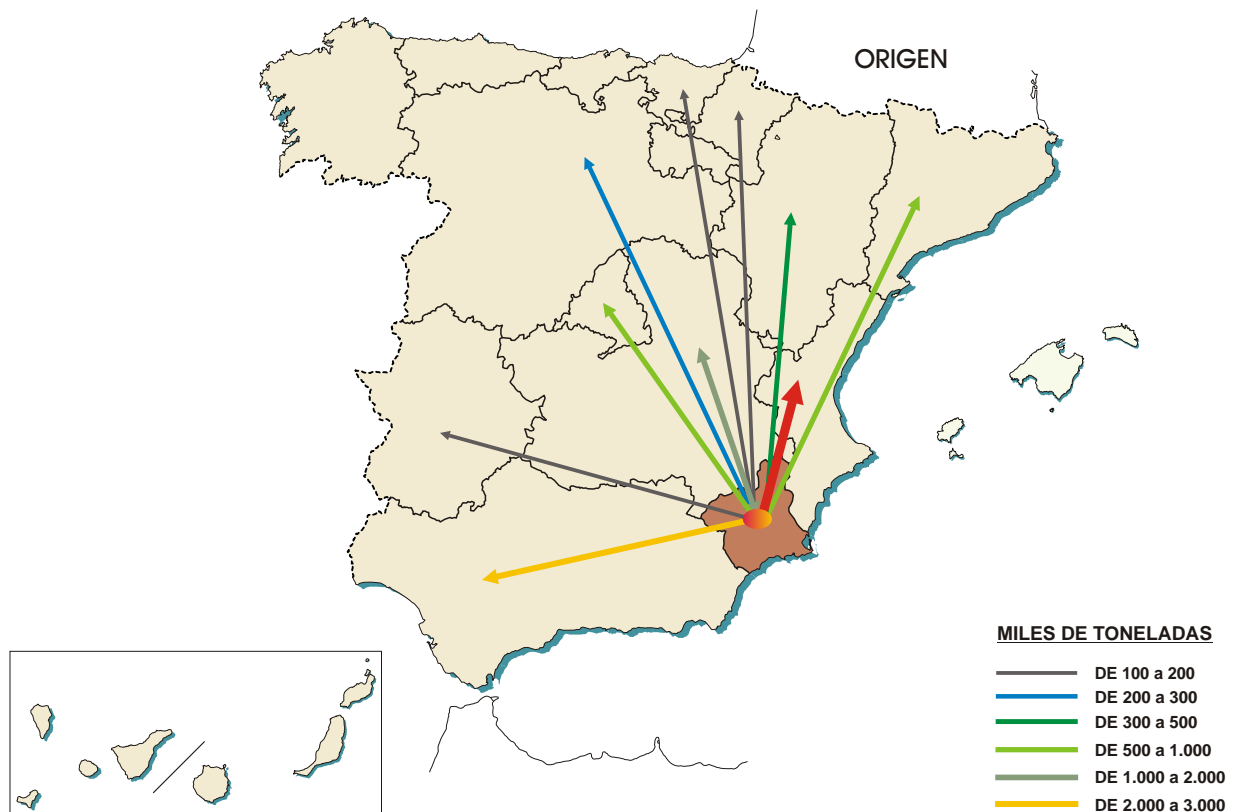 ORIGEN
MILES DE TONELADAS
DE 100 a 200
DE 200 a 300
DE 300 a 500
DE 500 a 1.000
DE 1.000 a 2.000
DE 2.000 a 3.000